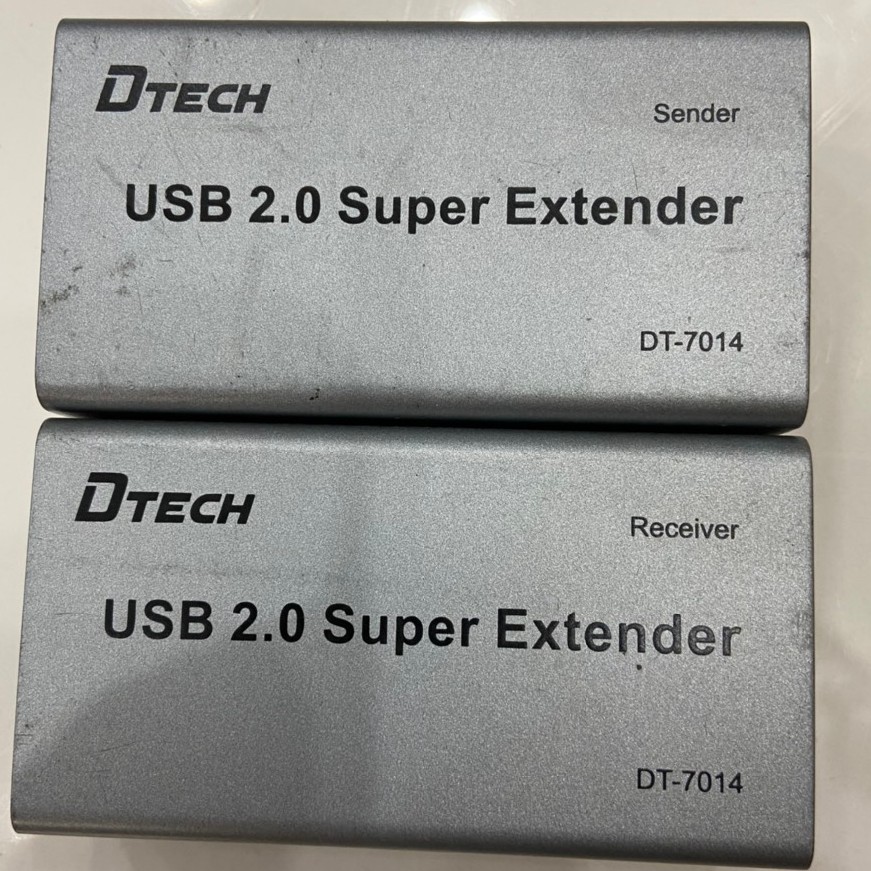 DTECH
Sender
USB 2.0 Super Extender
DT-7014
DTECH
Receiver
USB 2.0 Super Extender
DT-7014